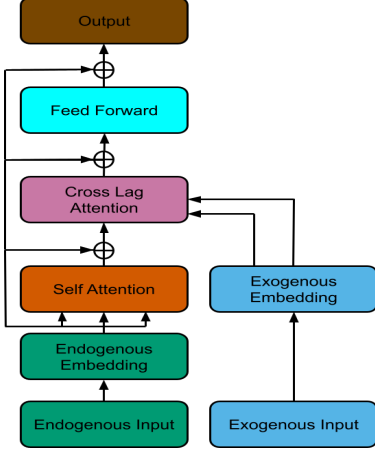 Output
Feed Forward
Cross Lag
Attention
Self Attention
Exogenous
Embedding
Endogenous
Embedding
Endogenous Input
Exogenous Input